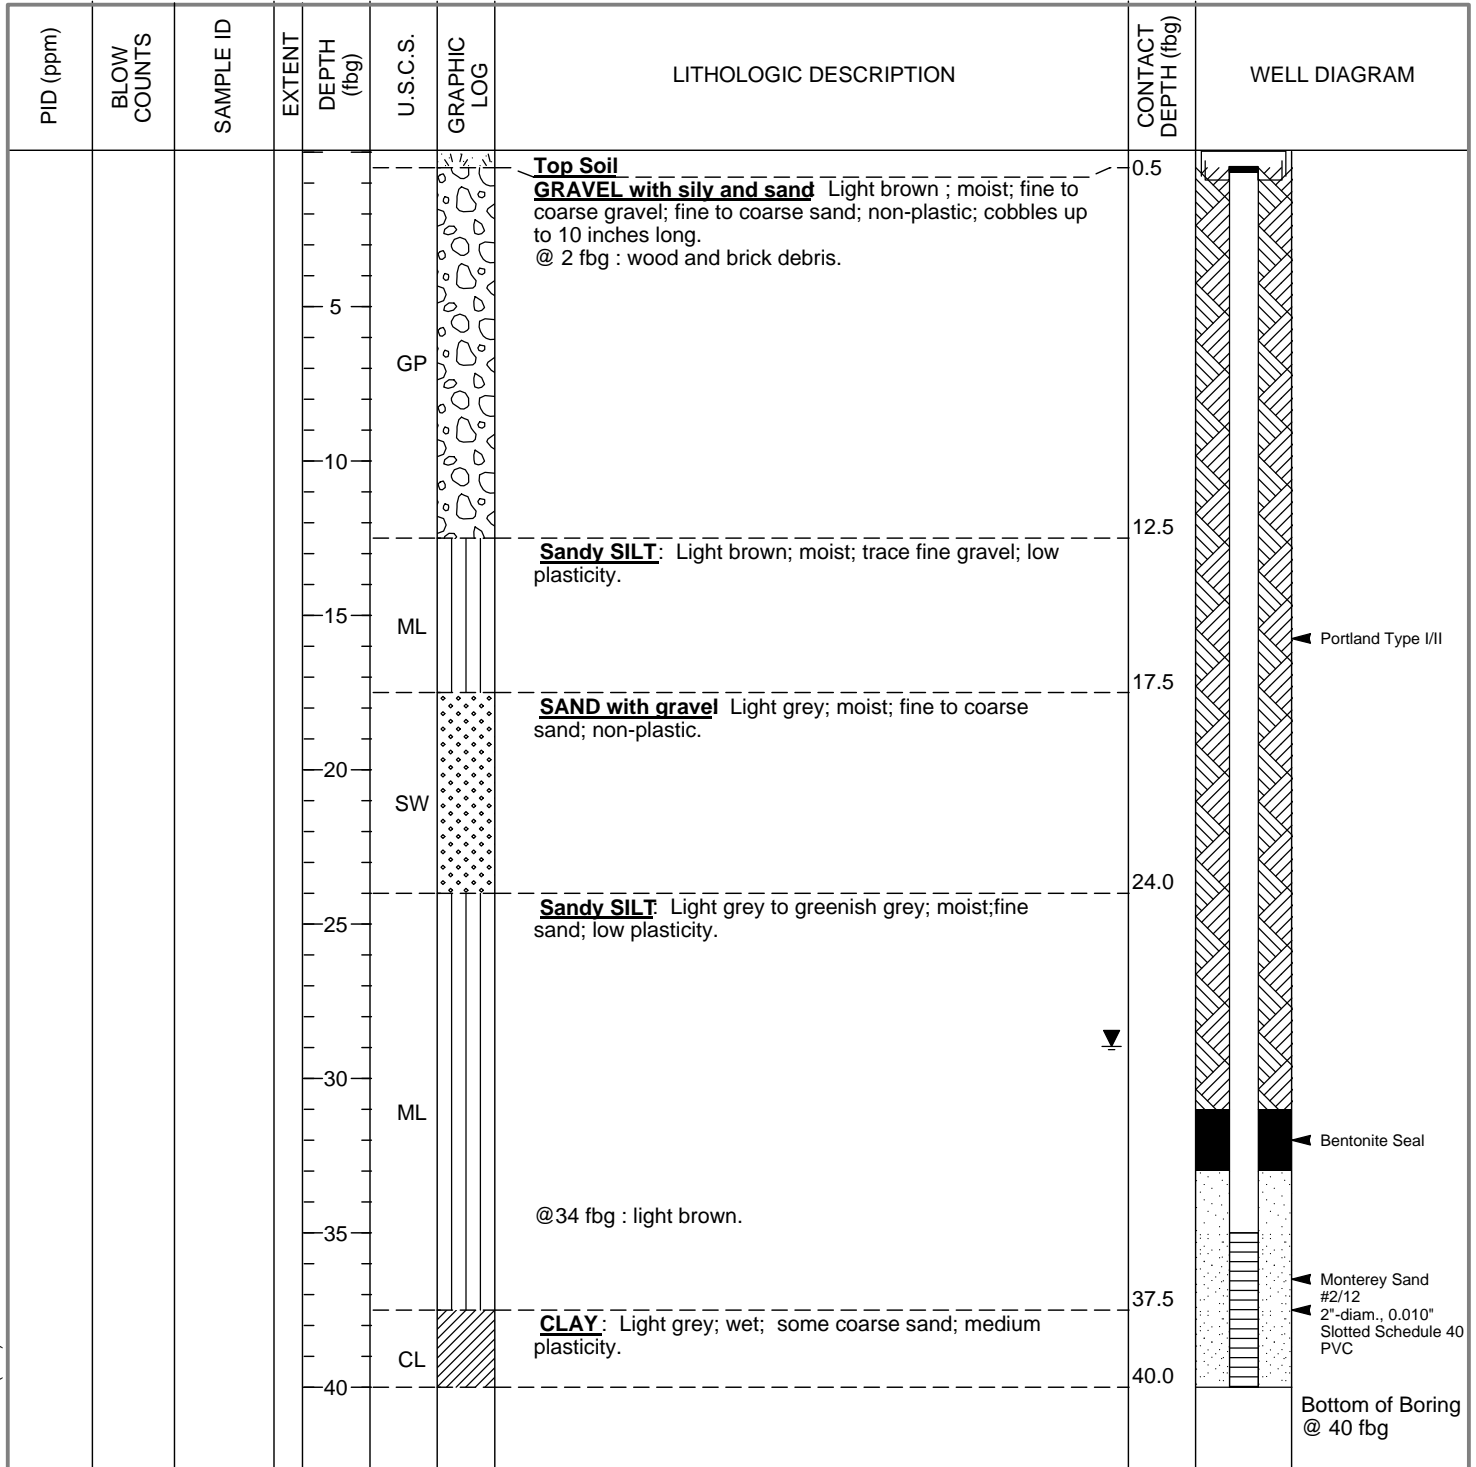 PID (ppm)
BLOW
COUNTS
SAMPLE ID
EXTENT
DEPTH
(fbg)
U.S.C.S.
GRAPHIC
LOG
LITHOLOGIC DESCRIPTION
CONTACT
DEPTH (fbg)
WELL DIAGRAM
Top Soil
0.5
GRAVEL with sily and sand: Light brown ; moist; fine to
coarse gravel; fine to coarse sand; non-plastic; cobbles up
to 10 inches long.
@ 2 fbg : wood and brick debris.
5
GP
10
12.5
Sandy SILT: Light brown; moist; trace fine gravel; low
plasticity.
15
ML
Portland Type I/II
17.5
SAND with gravel Light grey; moist; fine to coarse
sand; non-plastic.
20
SW
24.0
Sandy SILT: Light grey to greenish grey; moist;fine
sand; low plasticity.
25
30
ML
Bentonite Seal
@34 fbg : light brown.
35
Monterey Sand
#2/12
37.5
2"-diam., 0.010"
Slotted Schedule 40
PVC
CLAY: Light grey; wet; some coarse sand; medium
plasticity.
CL
40
40.0
Bottom of Boring
@ 40 fbg